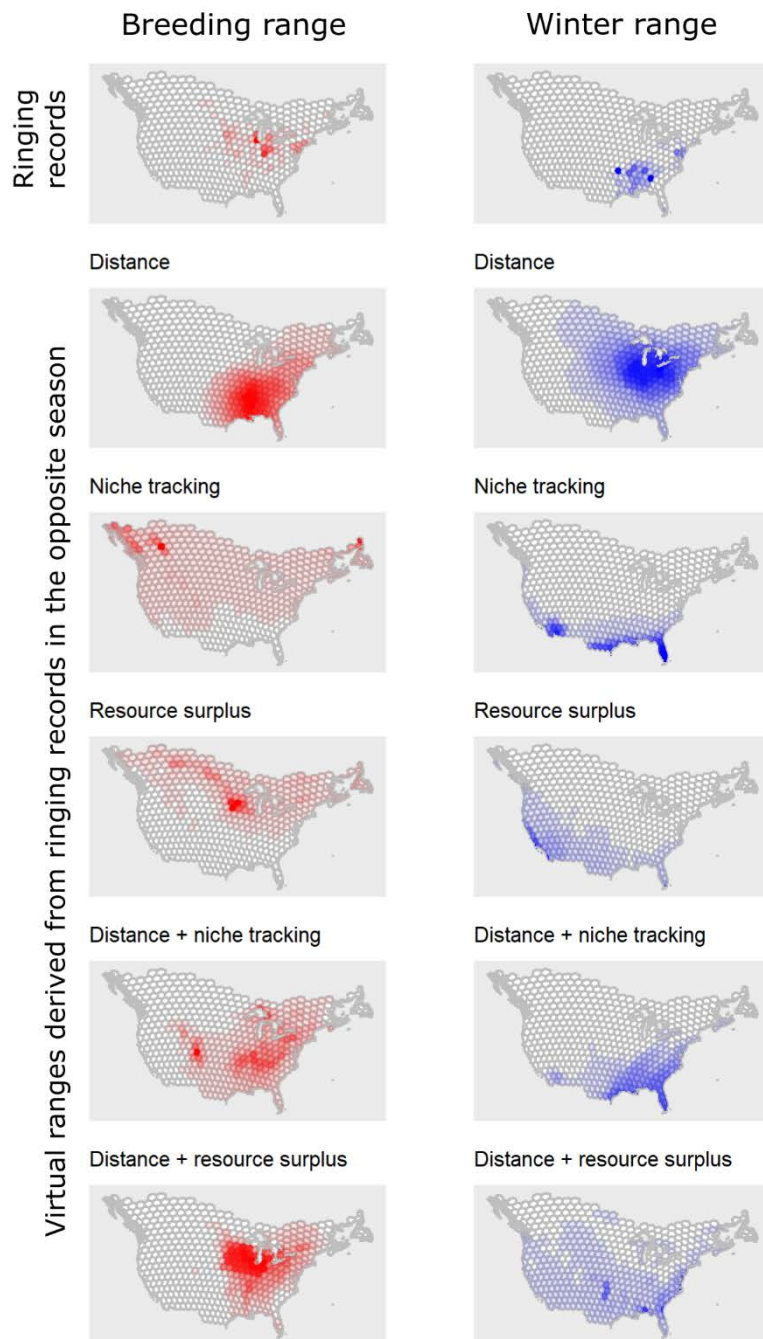 Breeding range
Winter range
Ringing
records
Virtual ranges derived from ringing records in the opposite season
Distance
Distance
Niche tracking
Niche tracking
Resource surplus
Resource surplus
Distance + niche tracking
Distance + niche tracking
Distance + resource surplus
Distance + resource surplus